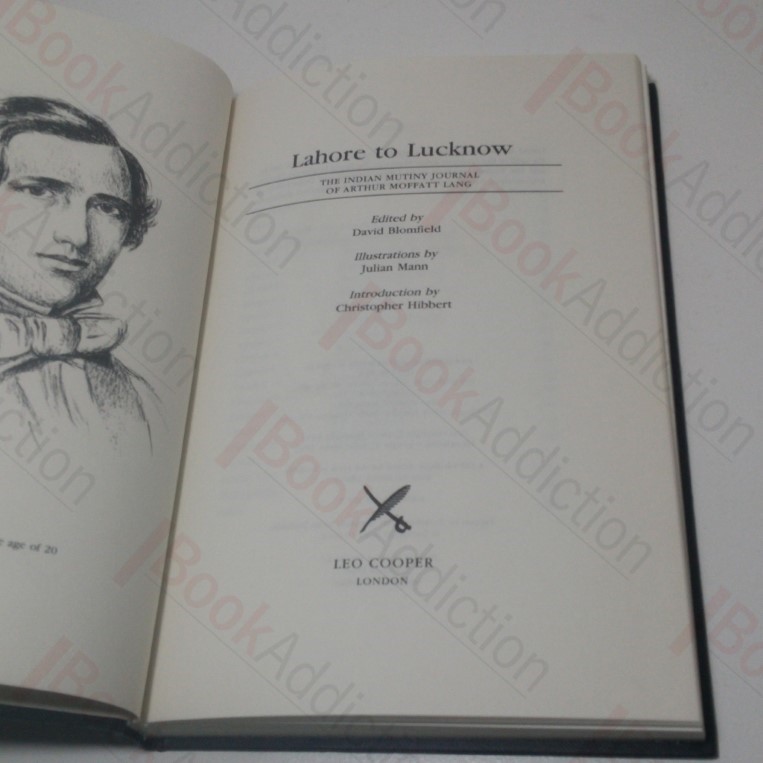 e age of 20
Lahore to Lucknow
THE INDIAN MUTINY JOURNAL
OF ARTHUR MOFFATT LANG
Edited by
David Blomfield
Illustrations by
Julian Mann
Introduction by
Christopher Hibbert
LEO COOPER
LONDON
BookAddiction